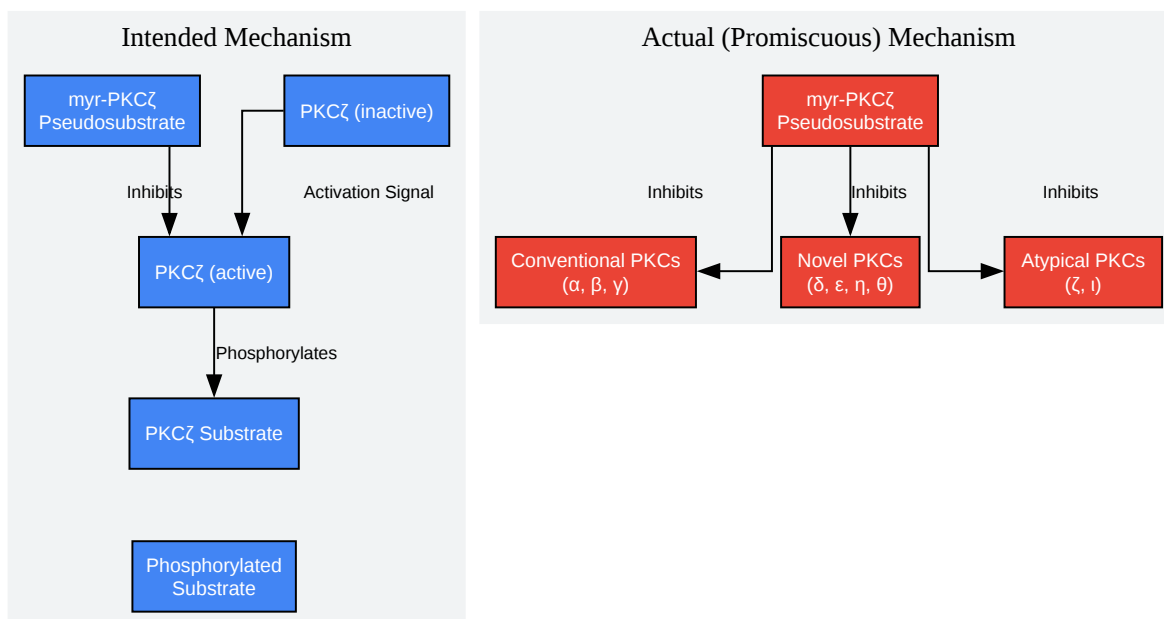 Intended Mechanism
myr-PKCζ
Pseudosubstrate
PKCζ (inactive)
Inhibits
Activation Signal
PKCζ (active)
Phosphorylates
PKCζ Substrate
Phosphorylated
Substrate
Actual (Promiscuous) Mechanism
myr-PKCζ
Pseudosubstrate
Inhibits
Inhibits
Inhibits
Conventional PKCs
(α, β, γ)
Novel PKCs
(δ, ε, η, θ)
Atypical PKCs
(ζ, ι)